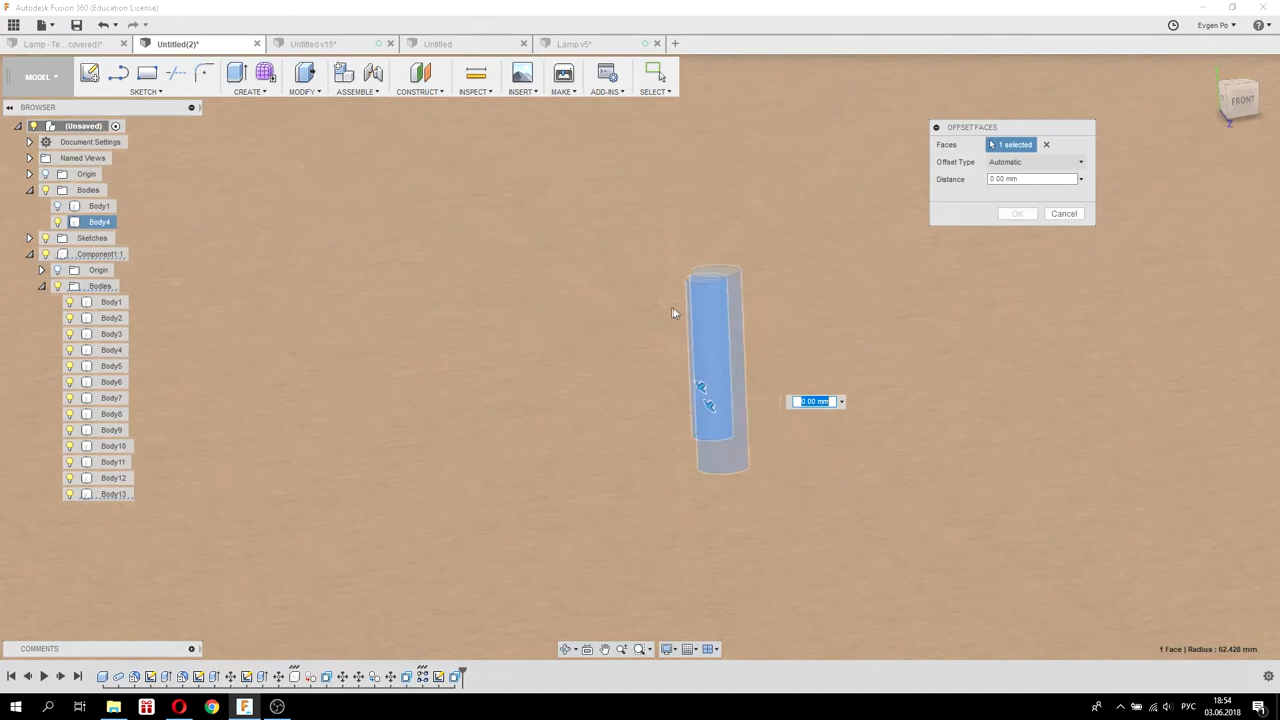 Autodesk Fusion 360 (Education License)
Evgen Po
Lamp - Te...covered)*
Untitled(2)*
Untitled v15*
Untitled
Lamp v5*
MODEL
SKETCH
CREATE
MODIFY
ASSEMBLE
CONSTRUCT
INSPECT
INSERT
MAKE
ADD-INS
SELECT
FRONT
Z
BROWSER
(Unsaved)
Document Settings
Named Views
Origin
Bodies
Body1
Body4
Sketches
Component1:1
Origin
Bodies
Body1
Body2
Body3
Body4
Body5
Body6
Body7
Body8
Body9
Body10
Body11
Body12
Body13
OFFSET FACES
Faces 1 selected
Offset Type Automatic
Distance 0.00 mm
OK Cancel
0.00 mm
COMMENTS
1 Face | Radius : 62.428 mm
РУС
18:54
03.06.2018